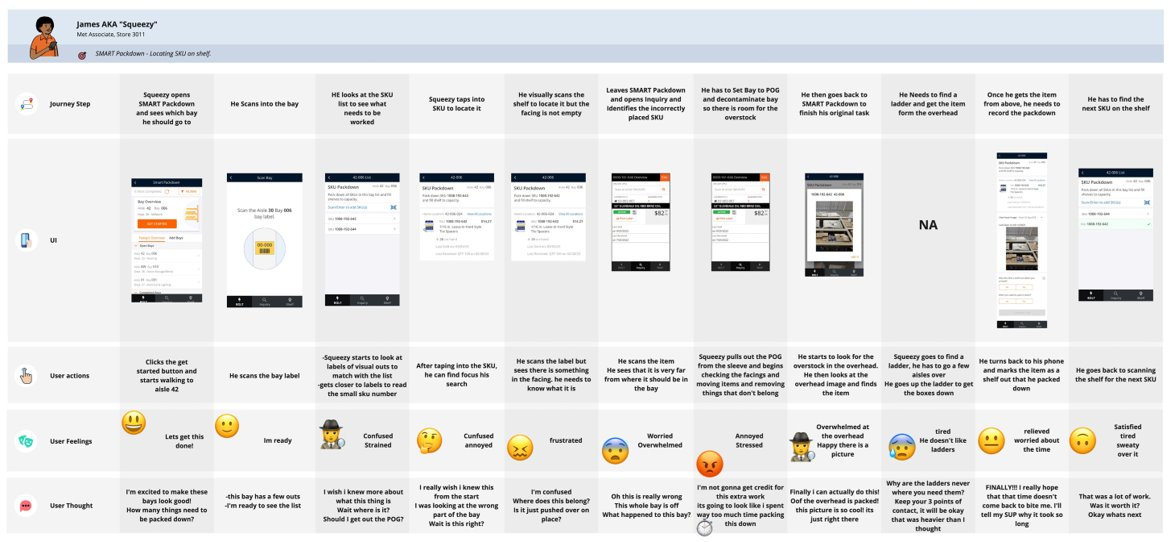 James AKA "Squeezy"
Met Associate, Store 3011
SMART Packdown - Locating SKU on shelf.
Journey Step
Squeezy opens
SMART Packdown
and sees which bay
he should go to
He Scans into the bay
HE looks at the SKU
list to see what
needs to be
worked
Squeezy taps into
SKU to locate it
He visually scans the
shelf to locate it but the
facing is not empty
Leaves SMART Packdown
and opens inquiry and
identifies the incorrectly
placed SKU
He has to Set Bay to POG
and decontaminate bay
so there is room for the
overstock
He then goes back to
SMART Packdown to
finish his original task
He Needs to find a
ladder and get the item
form the overhead
Once he gets the item
from above, he needs to
record the packdown
He has to find the
next SKU on the shelf
UI
Smart Packdown
Bay Overview
Scan Bay
Scan the Aisle 30 Bay 006
bay label
00-000
SKU Packdown
SKU Packdown
SKU Packdown
$82
$82
NA
SKU Packdown
User actions
Clicks the get
started button and
starts walking to
aisle 42
He scans the bay label
-Squeezy starts to look at
labels of visual outs to
match with the list
-gets closer to labels to read
the small sku number
After tapping into the SKU,
he can find focus his
search
He scans the label but
sees there is something
in the facing, he needs to
know what it is
He scans the item
He sees that it is very far
from where it should be in
the bay
Squeezy pulls out the POG
from the sleeve and begins
checking the facings and
moving items and removing
things that don't belong
He starts to look for the
overstock in the overhead.
He then looks at the
overhead image and finds
the item
Squeezy goes to find a
ladder, he has to go a few
aisles over
He goes up the ladder to get
the boxes down
He turns back to his phone
and marks the item as a
shelf out that he packed
down
He goes back to scanning
the shelf for the next SKU
User Feelings
Lets get this
done!
Im ready
Confused
Strained
Cunfused
annoyed
frustrated
Worried
Overwhelmed
Annoyed
Stressed
Overwhelmed at
the overhead
Happy there is a
picture
tired
He doesn't like
ladders
relieved
worried about
the time
Satisfied
tired
sweaty
over it
User Thought
I'm excited to make these
bays look good!
How many things need to
be packed down?
-this bay has a few outs
-I'm ready to see the list
I wish i knew more about
what this thing is
Wait where is it?
Should I get out the POG?
I really wish i knew this
from the start
I was looking at the wrong
part of the bay
Wait is this right?
I'm confused
Where does this belong?
Is it just pushed over on
place?
Oh this is really wrong
This whole bay is off
What happened to this bay?
I'm not gonna get credit for
this extra work
its going to look like i spent
way too much time packing
this down
Finally i can actually do this!
Oof the overhead is packed!
this picture is so cool! its
just right there
Why are the ladders never
where you need them?
Keep your 3 points of
contact, it will be okay
that was heavier than I
thought
FINALLY!!! I really hope
that that time doesn't
come back to bite me. I'll
tell my SUP why it took so
long
That was a lot of work.
Was it worth it?
Okay whats next